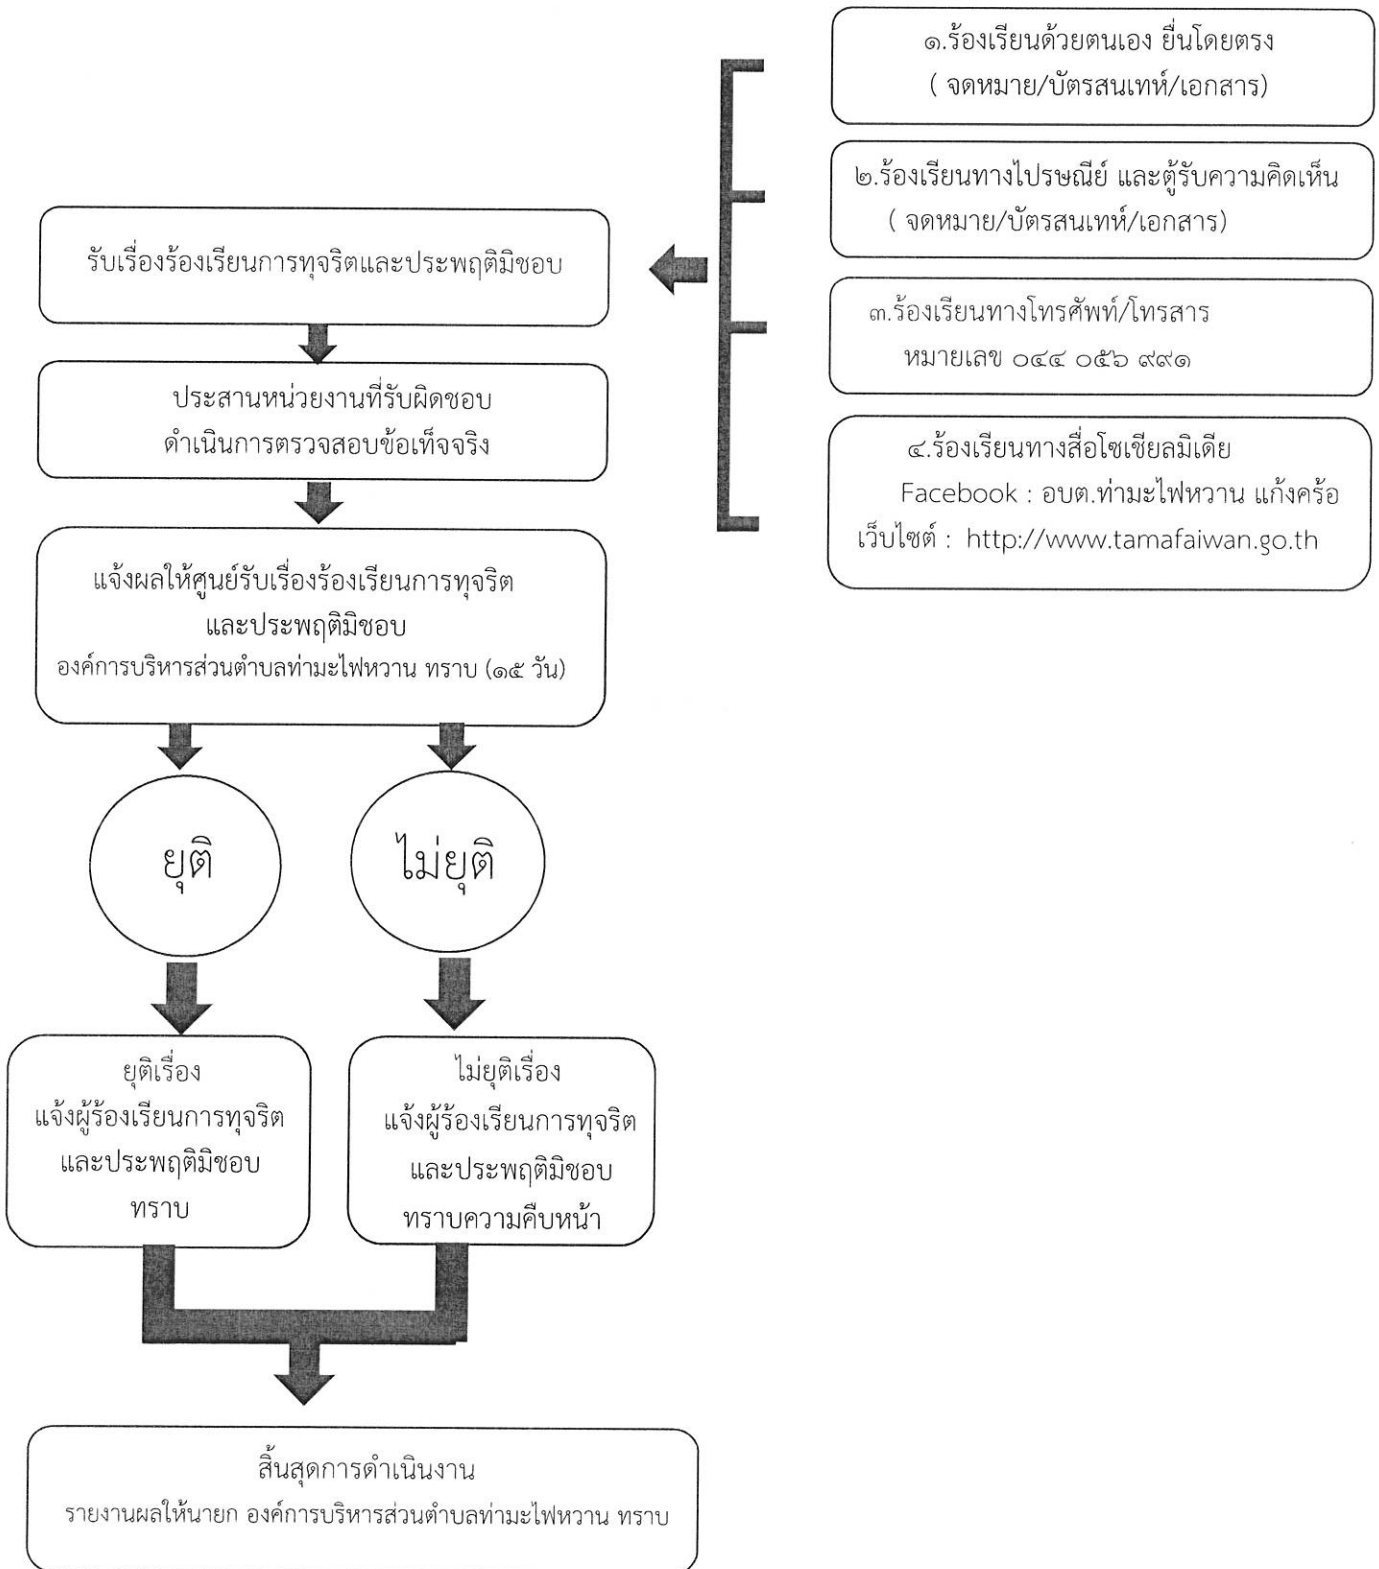 ๑.ร้องเรียนด้วยตนเอง ยื่นโดยตรง
( จดหมาย/บัตรสนเท่ห์/เอกสาร)
๒.ร้องเรียนทางไปรษณีย์ และตู้รับความคิดเห็น
( จดหมาย/บัตรสนเท่ห์/เอกสาร)
๓.ร้องเรียนทางโทรศัพท์/โทรสาร
หมายเลข ๐๔๔ ๐๕๖ ๙๙๑
๔.ร้องเรียนทางสื่อโซเชียลมิเดีย
Facebook : อบต.ท่ามะไฟหวาน แก้งคร้อ
เว็บไซต์ : http://www.tamafaiwan.go.th
รับเรื่องร้องเรียนการทุจริตและประพฤติมิชอบ
ประสานหน่วยงานที่รับผิดชอบ
ดำเนินการตรวจสอบข้อเท็จจริง
แจ้งผลให้ศูนย์รับเรื่องร้องเรียนการทุจริต
และประพฤติมิชอบ
องค์การบริหารส่วนตำบลท่ามะไฟหวาน ทราบ (๑๕ วัน)
ยุติ
ไม่ยุติ
ยุติเรื่อง
แจ้งผู้ร้องเรียนการทุจริต
และประพฤติมิชอบ
ทราบ
ไม่ยุติเรื่อง
แจ้งผู้ร้องเรียนการทุจริต
และประพฤติมิชอบ
ทราบความคืบหน้า
สิ้นสุดการดำเนินงาน
รายงานผลให้นายก องค์การบริหารส่วนตำบลท่ามะไฟหวาน ทราบ